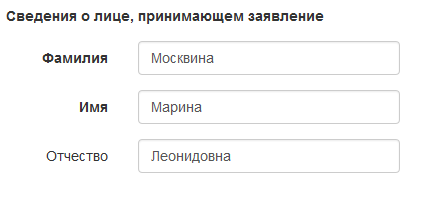 Сведения о лице, принимающем заявление
Фамилия Москвина
Имя Марина
Отчество Леонидовна